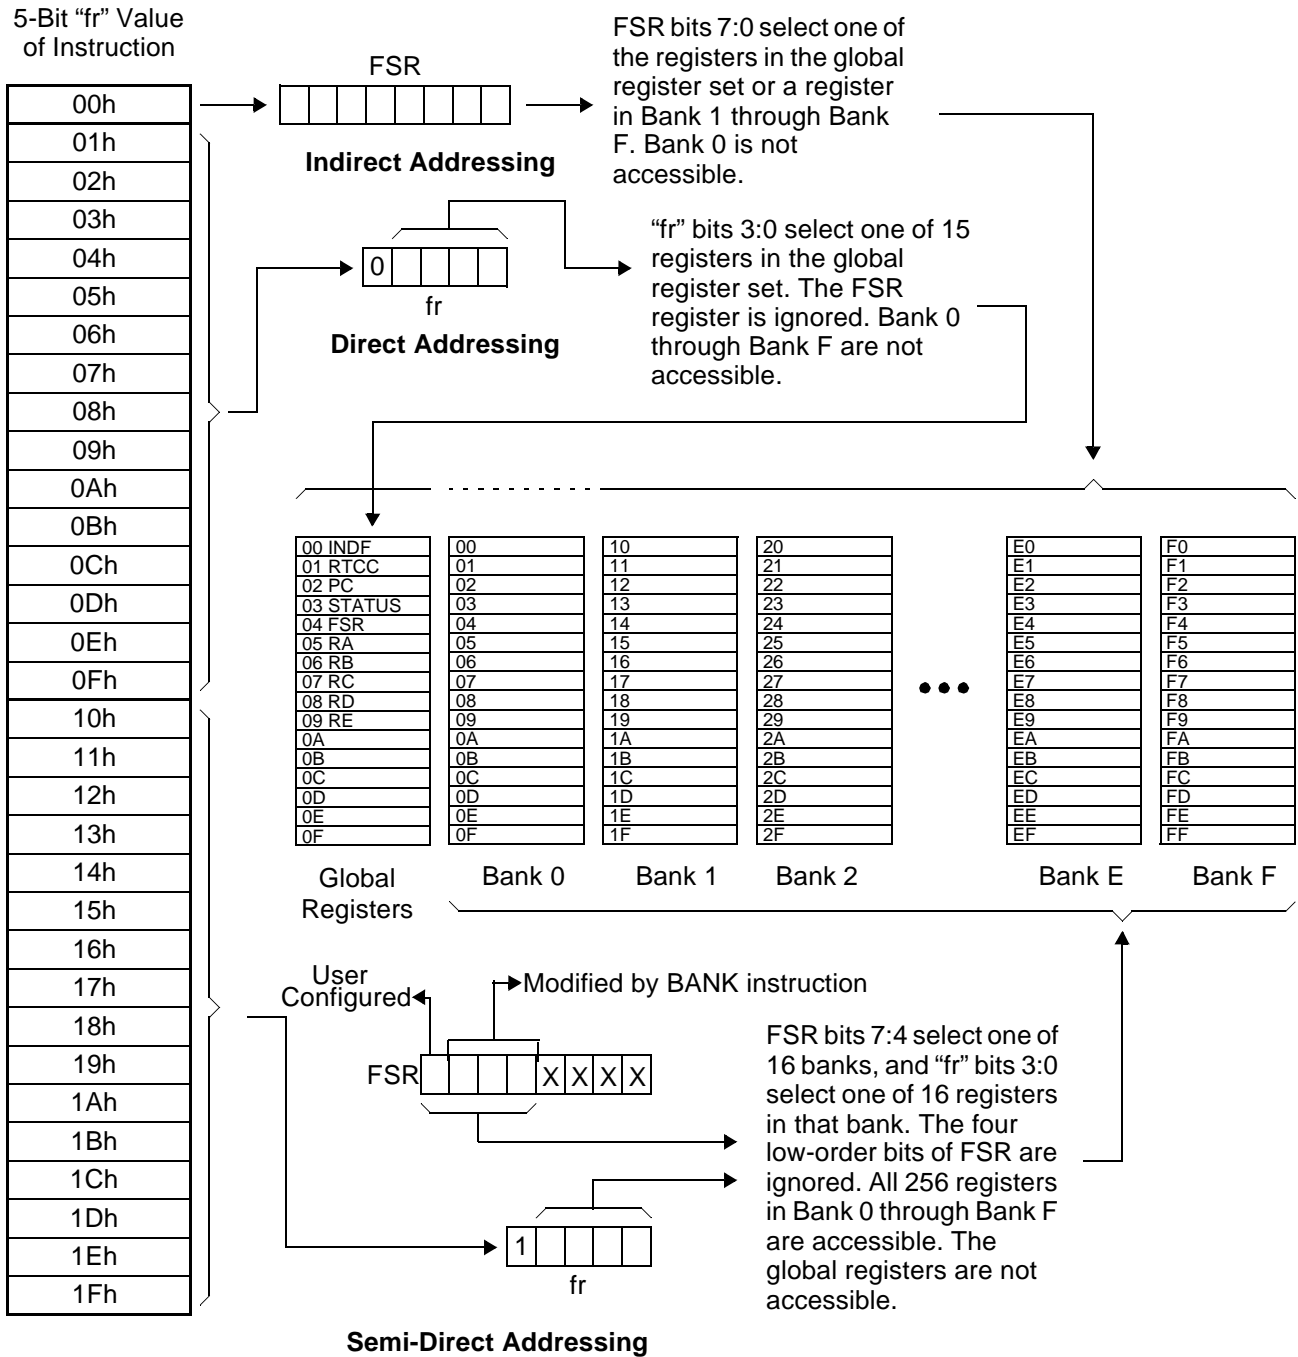 5-Bit “fr” Value
of Instruction
00h
01h
02h
03h
04h
05h
06h
07h
08h
09h
0Ah
0Bh
0Ch
0Dh
0Eh
0Fh
10h
11h
12h
13h
14h
15h
16h
17h
18h
19h
1Ah
1Bh
1Ch
1Dh
1Eh
1Fh
FSR
Indirect Addressing
FSR bits 7:0 select one of
the registers in the global
register set or a register
in Bank 1 through Bank
F. Bank 0 is not
accessible.
0
fr
Direct Addressing
“fr” bits 3:0 select one of 15
registers in the global
register set. The FSR
register is ignored. Bank 0
through Bank F are not
accessible.
00 INDF
01 RTCC
02 PC
03 STATUS
04 FSR
05 RA
06 RB
07 RC
08 RD
09 RE
0A
0B
0C
0D
0E
0F
Global
Registers
00
01
02
03
04
05
06
07
08
09
0A
0B
0C
0D
0E
0F
Bank 0
10
11
12
13
14
15
16
17
18
19
1A
1B
1C
1D
1E
1F
Bank 1
20
21
22
23
24
25
26
27
28
29
2A
2B
2C
2D
2E
2F
Bank 2
E0
E1
E2
E3
E4
E5
E6
E7
E8
E9
EA
EB
EC
ED
EE
EF
Bank E
F0
F1
F2
F3
F4
F5
F6
F7
F8
F9
FA
FB
FC
FD
FE
FF
Bank F
User
Configured
Modified by BANK instruction
FSR X X X X
1
fr
Semi-Direct Addressing
FSR bits 7:4 select one of
16 banks, and “fr” bits 3:0
select one of 16 registers
in that bank. The four
low-order bits of FSR are
ignored. All 256 registers
in Bank 0 through Bank F
are accessible. The
global registers are not
accessible.